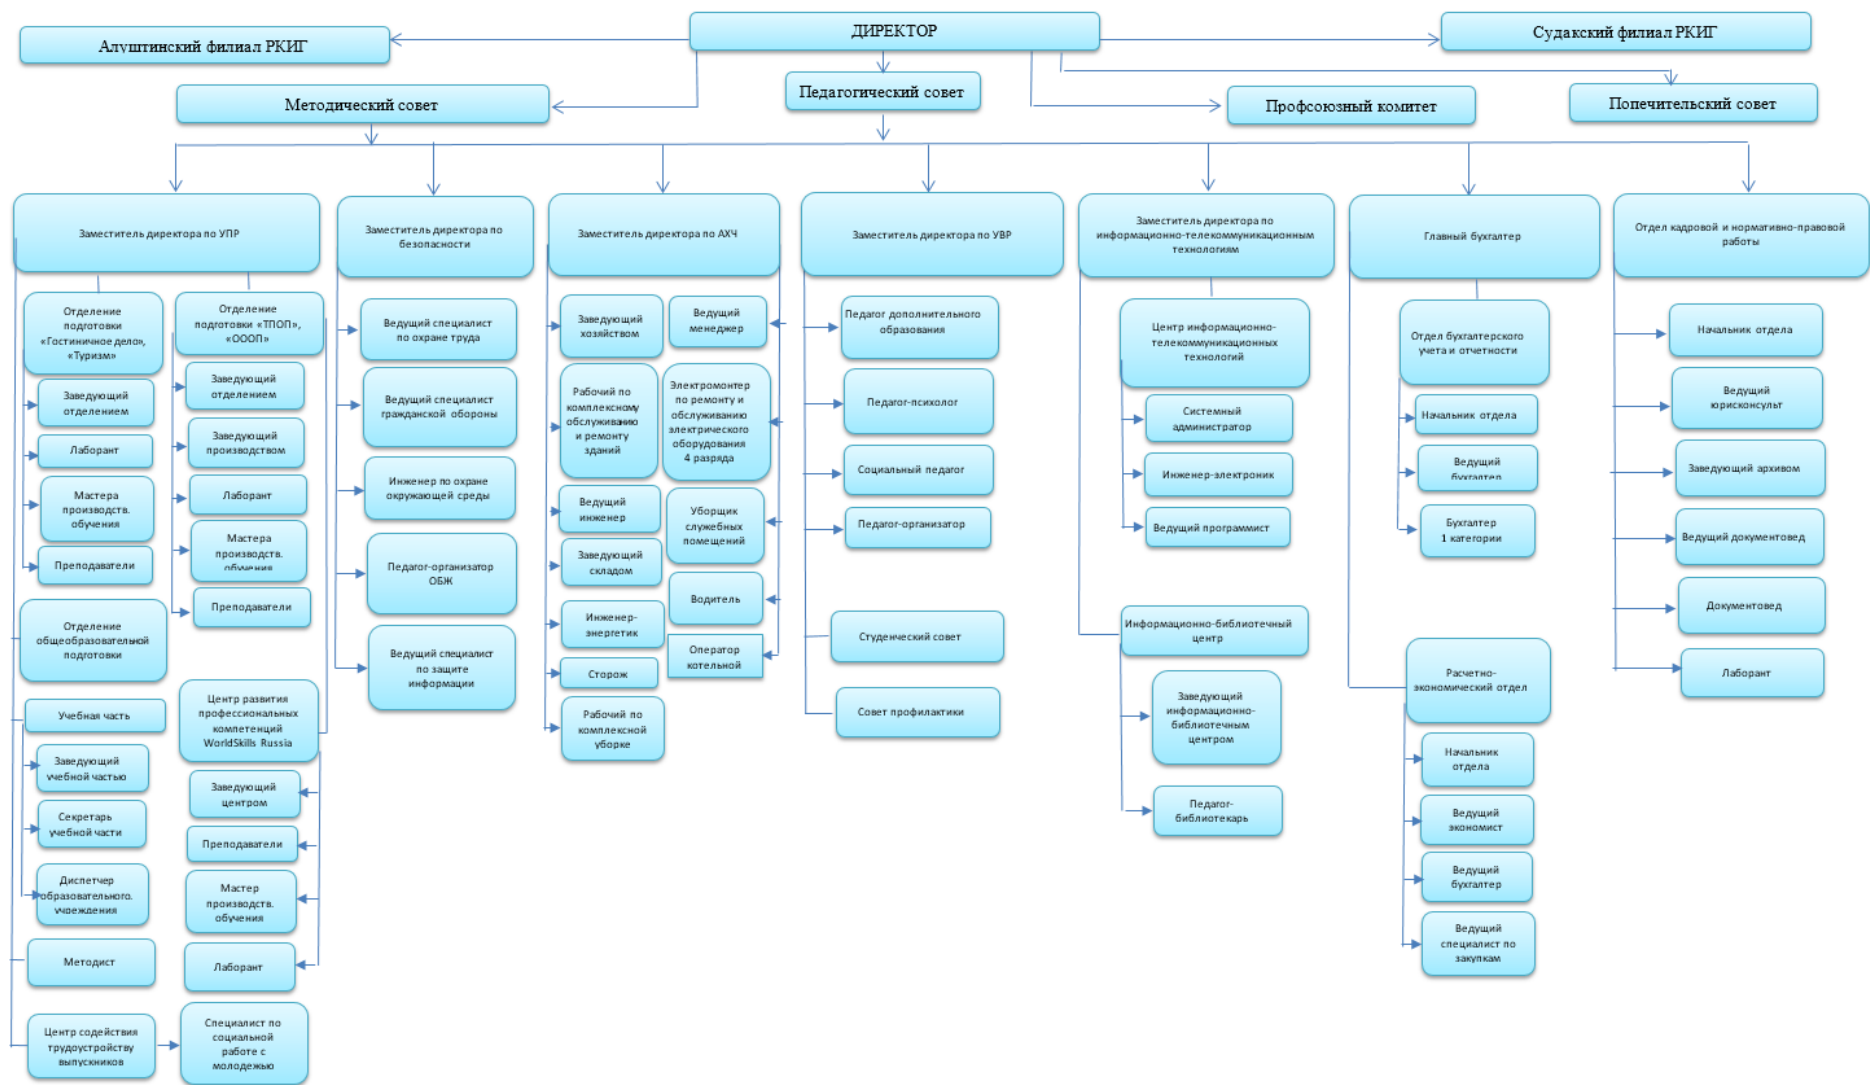 ДИРЕКТОР
Алуштинский филиал РКИГ
Судакский филиал РКИГ
Методический совет
Педагогический совет
Профсоюзный комитет
Попечительский совет
Заместитель директора по УПР
Отделение
подготовки
«Гостиничное дело»,
«Туризм»
Заведующий
отделением
Лаборант
Мастера
производств.
обучения
Преподаватели
Отделение
подготовки «ТПОП»,
«ОООП»
Заведующий
отделением
Заведующий
производством
Лаборант
Мастера
производств.
обучения
Преподаватели
Отделение
общеобразовательной
подготовки
Учебная часть
Заведующий
учебной частью
Секретарь
учебной части
Диспетчер
образовательного.
учреждения
Методист
Центр содействия
трудоустройству
выпускников
Центр развития
профессиональных
компетенций
WorldSkills Russia
Заведующий
центром
Преподаватели
Мастер
производств.
обучения
Лаборант
Специалист по
социальной
работе с
молодежью
Заместитель директора по
безопасности
Ведущий специалист
по охране труда
Ведущий специалист
гражданской обороны
Инженер по охране
окружающей среды
Педагог-организатор
ОБЖ
Ведущий специалист
по защите
информации
Заместитель директора по АХЧ
Заведующий
хозяйством
Рабочий по
комплексному
обслуживанию
и ремонту
зданий
Ведущий
инженер
Заведующий
складом
Инженер-
энергетик
Сторож
Рабочий по
комплексной
уборке
Ведущий
менеджер
Электромонтер
по ремонту и
обслуживанию
электрического
оборудования
4 разряда
Уборщик
служебных
помещений
Водитель
Оператор
котельной
Заместитель директора по УВР
Педагог дополнительного
образования
Педагог-психолог
Социальный педагог
Педагог-организатор
Студенческий совет
Совет профилактики
Заместитель директора по
информационно-телекоммуникационным
технологиям
Центр информационно-
телекоммуникационных
технологий
Системный
администратор
Инженер-электроник
Ведущий программист
Информационно-библиотечный
центр
Заведующий
информационно-
библиотечным
центром
Педагог-
библиотекарь
Главный бухгалтер
Отдел бухгалтерского
учета и отчетности
Начальник отдела
Ведущий
бухгалтер
Бухгалтер
1 категории
Расчетно-
экономический отдел
Начальник
отдела
Ведущий
экономист
Ведущий
бухгалтер
Ведущий
специалист по
закупкам
Отдел кадровой и нормативно-правовой
работы
Начальник отдела
Ведущий
юрисконсульт
Заведующий архивом
Ведущий документовед
Документовед
Лаборант